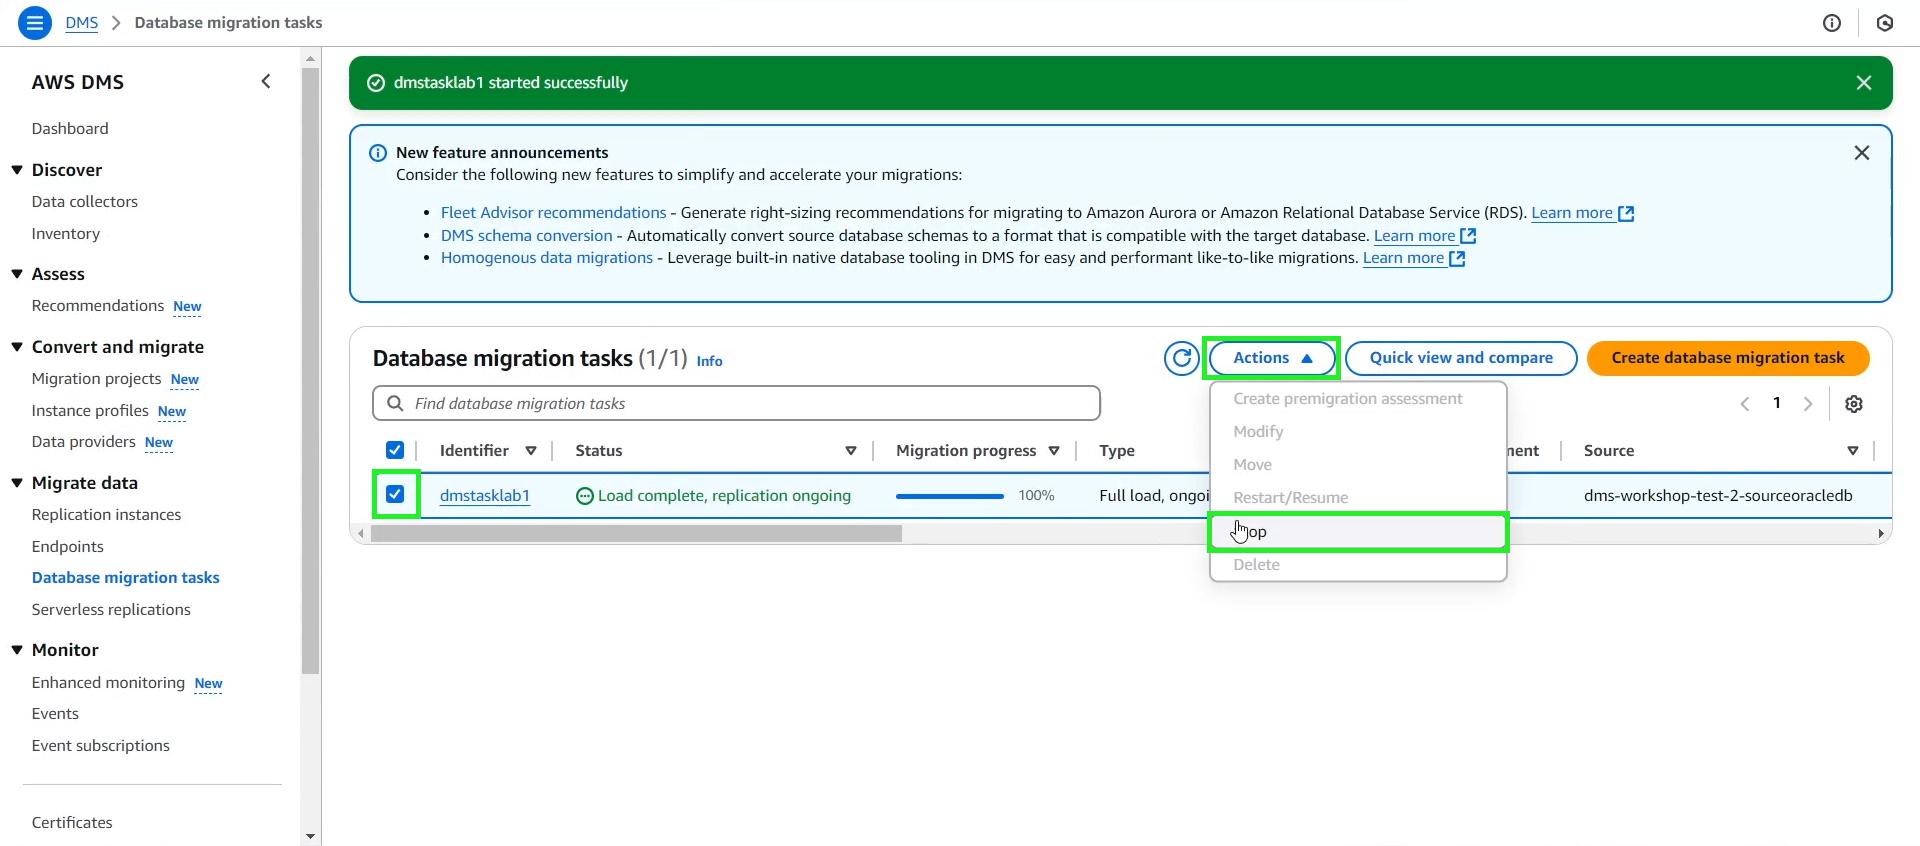 DMS > Database migration tasks
AWS DMS
Dashboard
Discover
Data collectors
Inventory
Assess
Recommendations New
Convert and migrate
Migration projects New
Instance profiles New
Data providers New
Migrate data
Replication instances
Endpoints
Database migration tasks
Serverless replications
Monitor
Enhanced monitoring New
Events
Event subscriptions
Certificates
dmstasklab1 started successfully
New feature announcements
Consider the following new features to simplify and accelerate your migrations:
• Fleet Advisor recommendations - Generate right-sizing recommendations for migrating to Amazon Aurora or Amazon Relational Database Service (RDS). Learn more
• DMS schema conversion - Automatically convert source database schemas to a format that is compatible with the target database. Learn more
• Homogenous data migrations - Leverage built-in native database tooling in DMS for easy and performant like-to-like migrations. Learn more
Database migration tasks (1/1) Info
Actions
Quick view and compare
Create database migration task
Find database migration tasks
1
Identifier Status Migration progress Type Source
dmstasklab1 Load complete, replication ongoing 100% Full load, dms-workshop-test-2-sourceoracledb
Create premigration assessment
Modify
Move
Restart/Resume
Delete